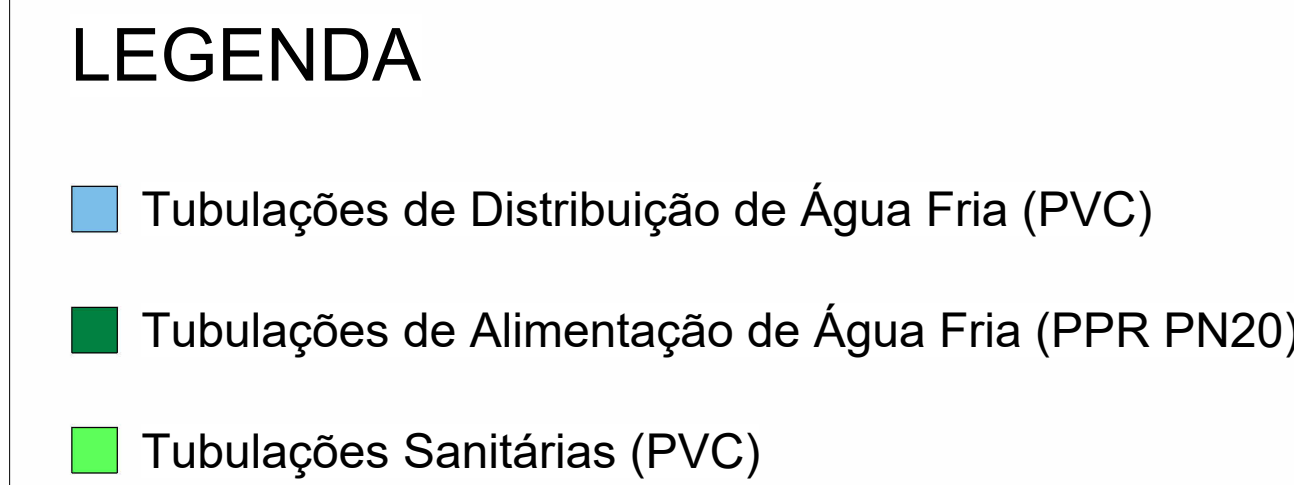 LEGENDA
Tubulações de Distribuição de Água Fria (PVC)
Tubulações de Alimentação de Água Fria (PPR PN20)
Tubulações Sanitárias (PVC)